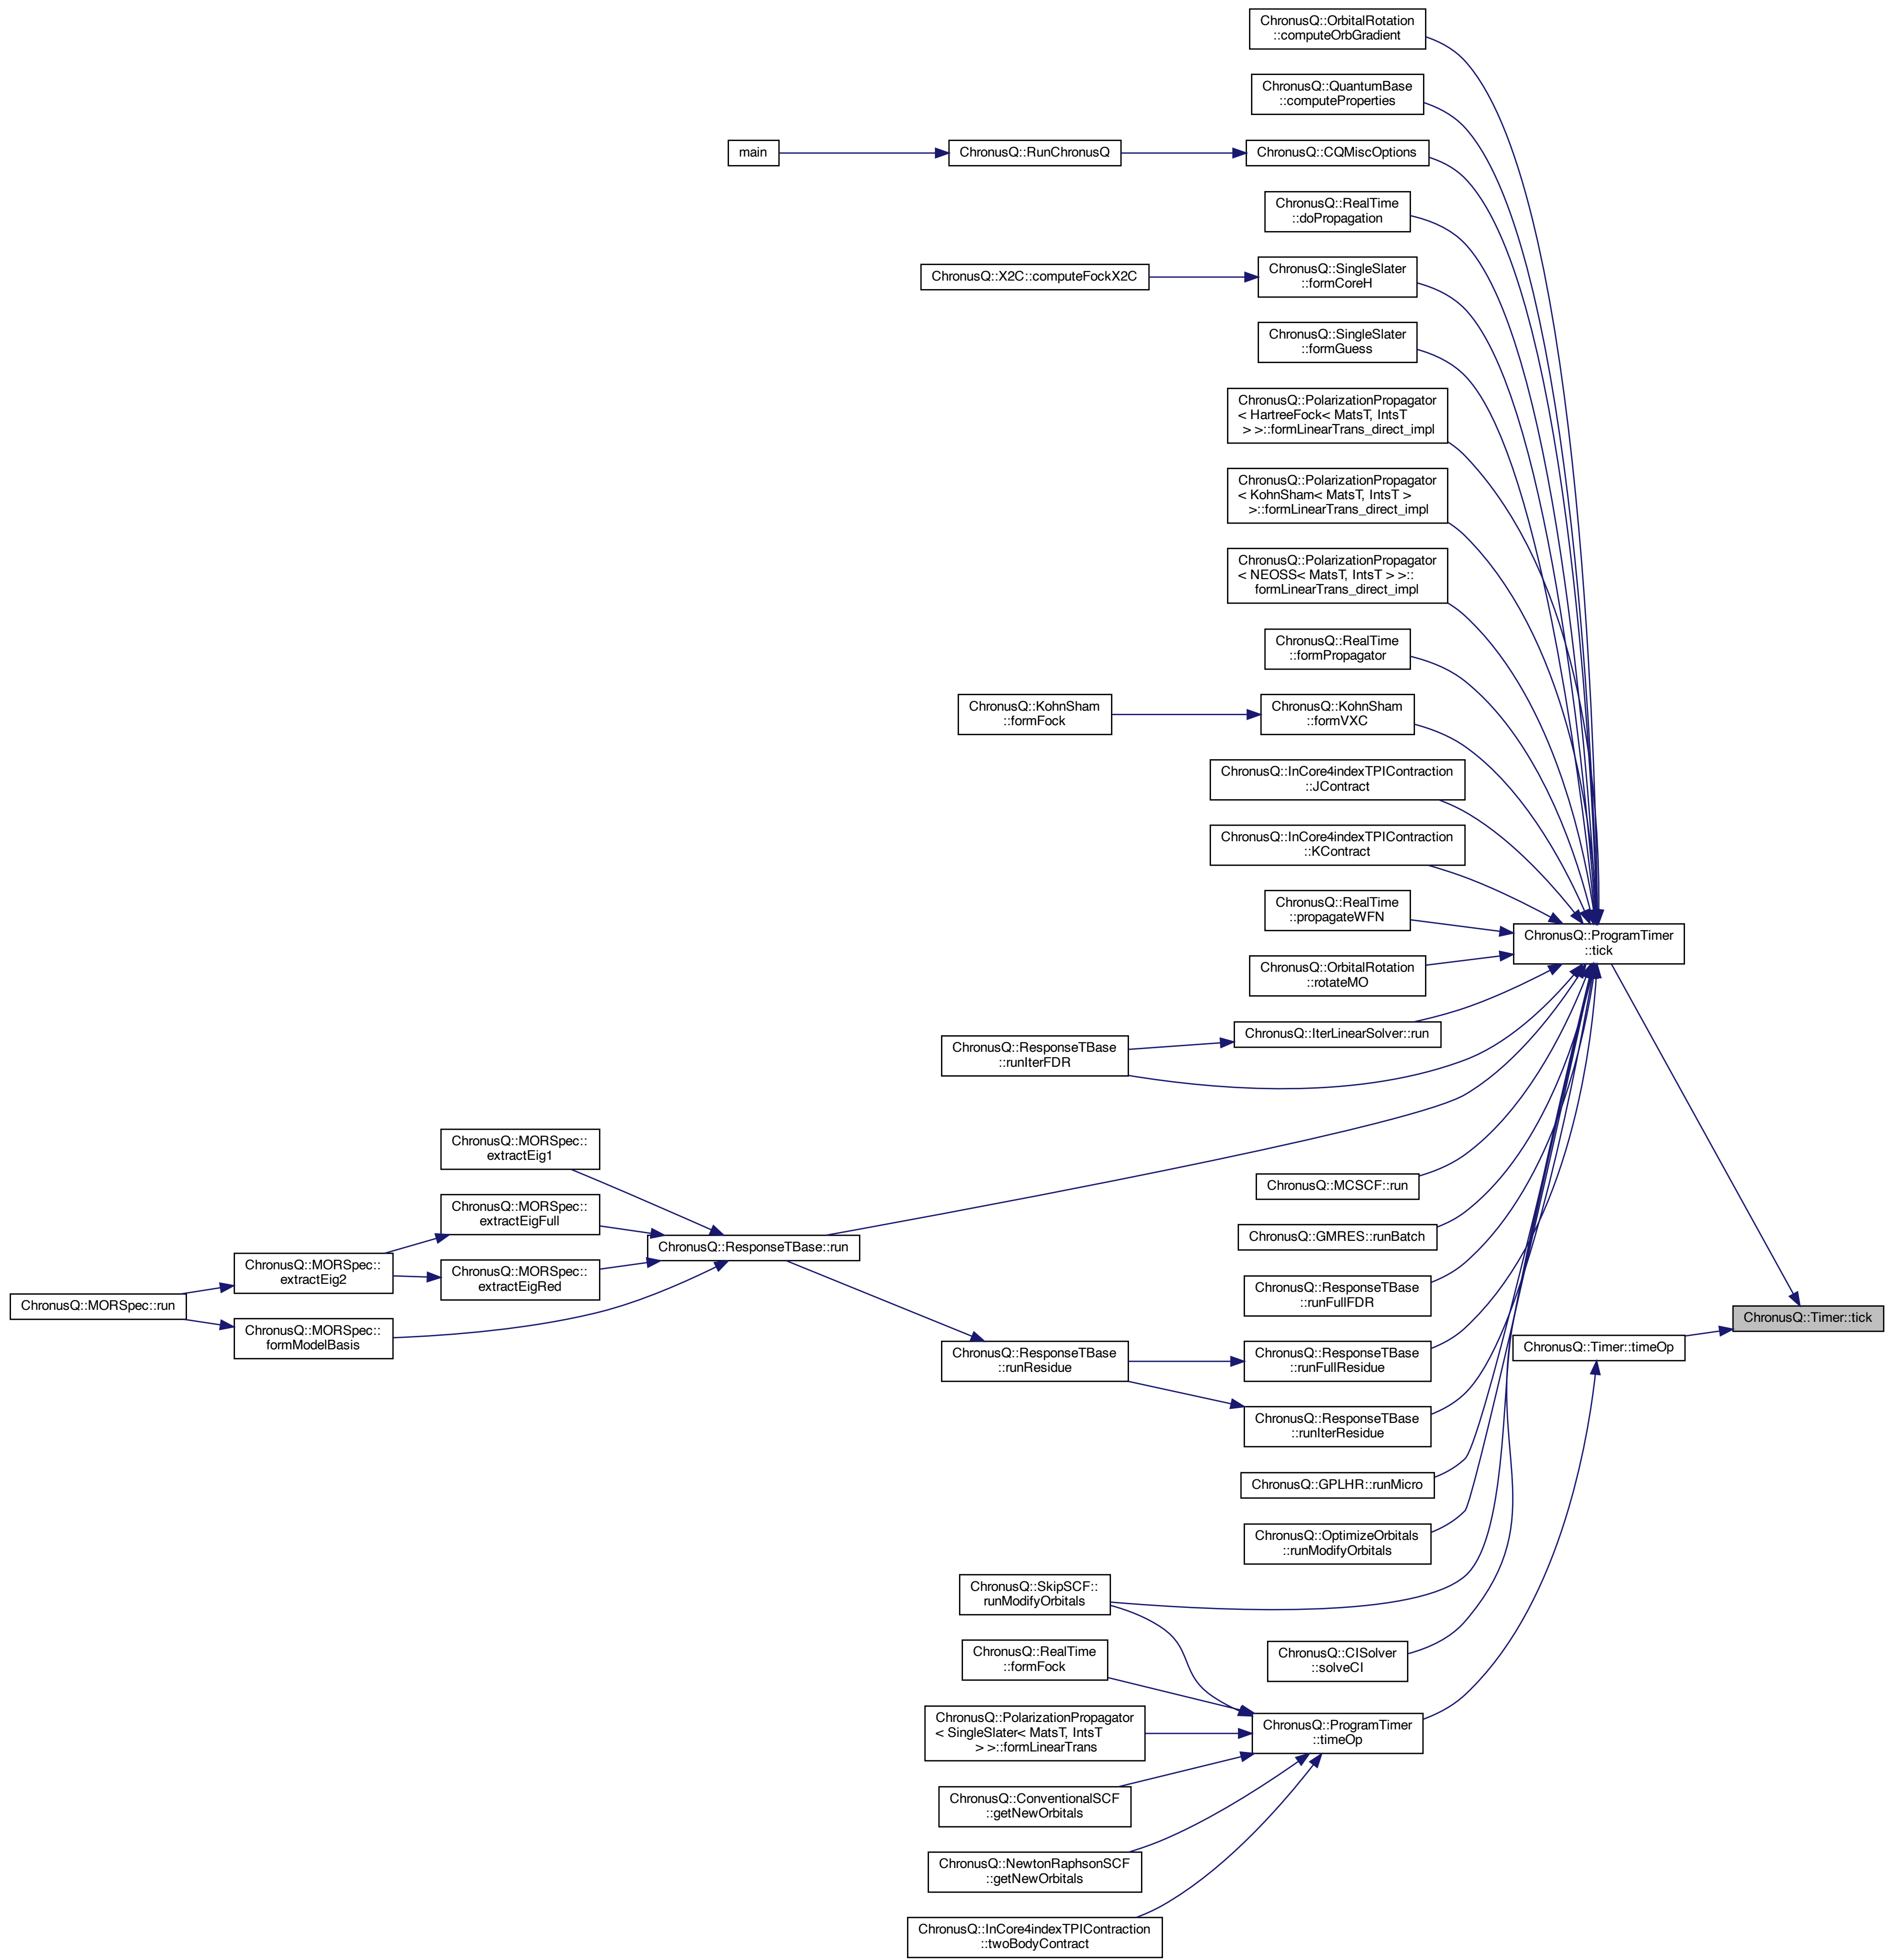 ChronusQ::OrbitalRotation
::computeOrbGradient
ChronusQ::QuantumBase
::computeProperties
main
ChronusQ::RunChronusQ
ChronusQ::CQMiscOptions
ChronusQ::RealTime
::doPropagation
ChronusQ::X2C::computeFockX2C
ChronusQ::SingleSlater
::formCoreH
ChronusQ::SingleSlater
::formGuess
ChronusQ::PolarizationPropagator
< HartreeFock< MatsT, IntsT
> >::formLinearTrans_direct_impl
ChronusQ::PolarizationPropagator
< KohnSham< MatsT, IntsT >
>::formLinearTrans_direct_impl
ChronusQ::PolarizationPropagator
< NEOSS< MatsT, IntsT > >::
formLinearTrans_direct_impl
ChronusQ::RealTime
::formPropagator
ChronusQ::KohnSham
::formFock
ChronusQ::KohnSham
::formVXC
ChronusQ::InCore4indexTPIContraction
::JContract
ChronusQ::InCore4indexTPIContraction
::KContract
ChronusQ::RealTime
::propagateWFN
ChronusQ::ProgramTimer
::tick
ChronusQ::OrbitalRotation
::rotateMO
ChronusQ::IterLinearSolver::run
ChronusQ::ResponseTBase
::runIterFDR
ChronusQ::MORSpec::
extractEig1
ChronusQ::MCSCF::run
ChronusQ::MORSpec::
extractEigFull
ChronusQ::GMRES::runBatch
ChronusQ::ResponseTBase::run
ChronusQ::MORSpec::
extractEig2
ChronusQ::MORSpec::
extractEigRed
ChronusQ::ResponseTBase
::runFullFDR
ChronusQ::MORSpec::run
ChronusQ::Timer::tick
ChronusQ::MORSpec::
formModelBasis
ChronusQ::Timer::timeOp
ChronusQ::ResponseTBase
::runResidue
ChronusQ::ResponseTBase
::runFullResidue
ChronusQ::ResponseTBase
::runIterResidue
ChronusQ::GPLHR::runMicro
ChronusQ::OptimizeOrbitals
::runModifyOrbitals
ChronusQ::SkipSCF::
runModifyOrbitals
ChronusQ::RealTime
::formFock
ChronusQ::CISolver
::solveCI
ChronusQ::PolarizationPropagator
< SingleSlater< MatsT, IntsT
> >::formLinearTrans
ChronusQ::ProgramTimer
::timeOp
ChronusQ::ConventionalSCF
::getNewOrbitals
ChronusQ::NewtonRaphsonSCF
::getNewOrbitals
ChronusQ::InCore4indexTPIContraction
::twoBodyContract